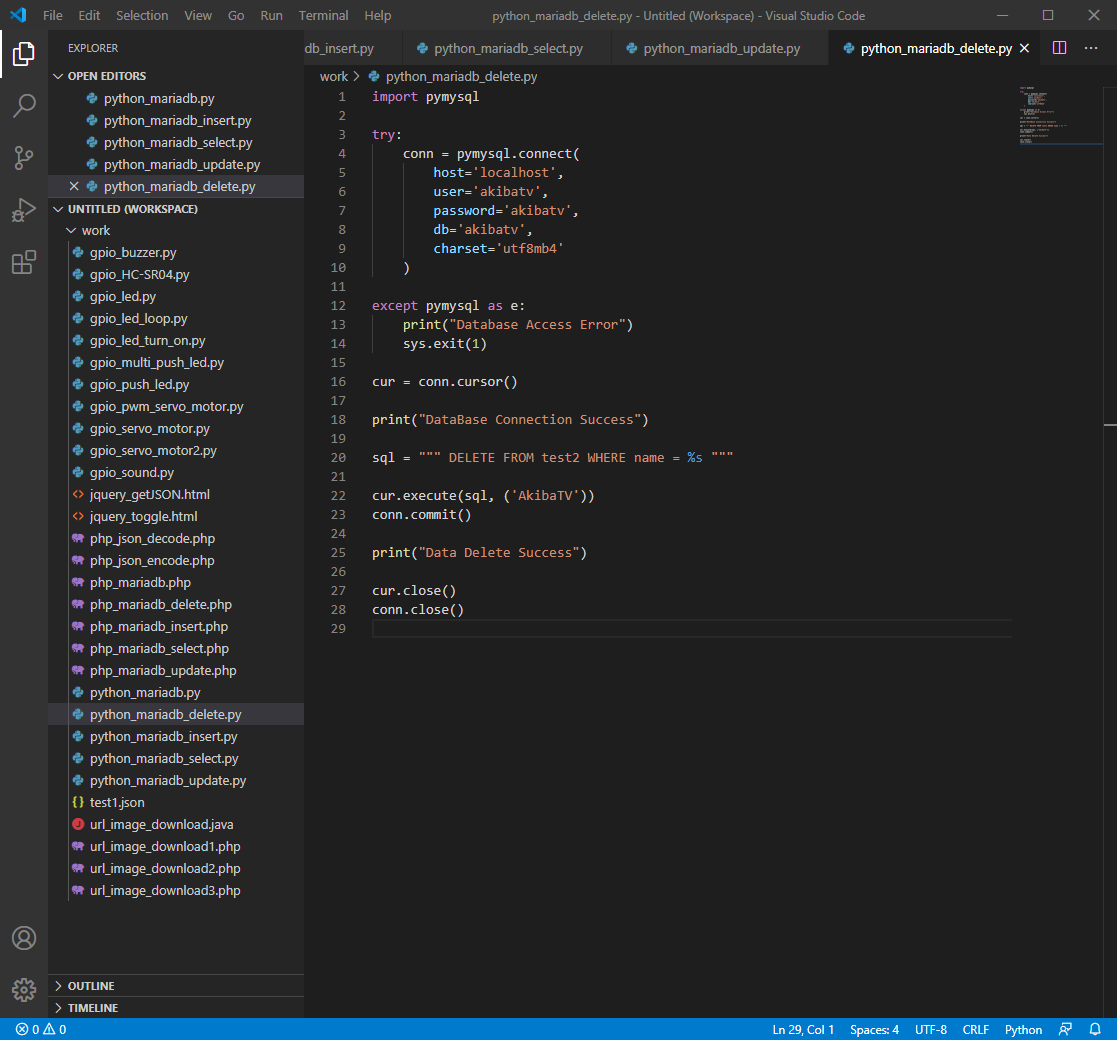 File Edit Selection View Go Run Terminal Help python_mariadb_delete.py - Untitled (Workspace) - Visual Studio Code
EXPLORER
OPEN EDITORS
python_mariadb.py
python_mariadb_insert.py
python_mariadb_select.py
python_mariadb_update.py
python_mariadb_delete.py
UNTITLED (WORKSPACE)
work
gpio_buzzer.py
gpio_HC-SR04.py
gpio_led.py
gpio_led_loop.py
gpio_led_turn_on.py
gpio_multi_push_led.py
gpio_push_led.py
gpio_pwm_servo_motor.py
gpio_servo_motor.py
gpio_servo_motor2.py
gpio_sound.py
jquery_getJSON.html
jquery_toggle.html
php_json_decode.php
php_json_encode.php
php_mariadb.php
php_mariadb_delete.php
php_mariadb_insert.php
php_mariadb_select.php
php_mariadb_update.php
python_mariadb.py
python_mariadb_delete.py
python_mariadb_insert.py
python_mariadb_select.py
python_mariadb_update.py
test1.json
url_image_download.java
url_image_download1.php
url_image_download2.php
url_image_download3.php
OUTLINE
TIMELINE
db_insert.py python_mariadb_select.py python_mariadb_update.py python_mariadb_delete.py
work > python_mariadb_delete.py
1 import pymysql
2
3 try:
4 conn = pymysql.connect(
5 host='localhost',
6 user='akibatv',
7 password='akibatv',
8 db='akibatv',
9 charset='utf8mb4'
10 )
11
12 except pymysql as e:
13 print("Database Access Error")
14 sys.exit(1)
15
16 cur = conn.cursor()
17
18 print("DataBase Connection Success")
19
20 sql = """ DELETE FROM test2 WHERE name = %s """
21
22 cur.execute(sql, ('AkibaTV'))
23 conn.commit()
24
25 print("Data Delete Success")
26
27 cur.close()
28 conn.close()
29
0 0 Ln 29, Col 1 Spaces: 4 UTF-8 CRLF Python